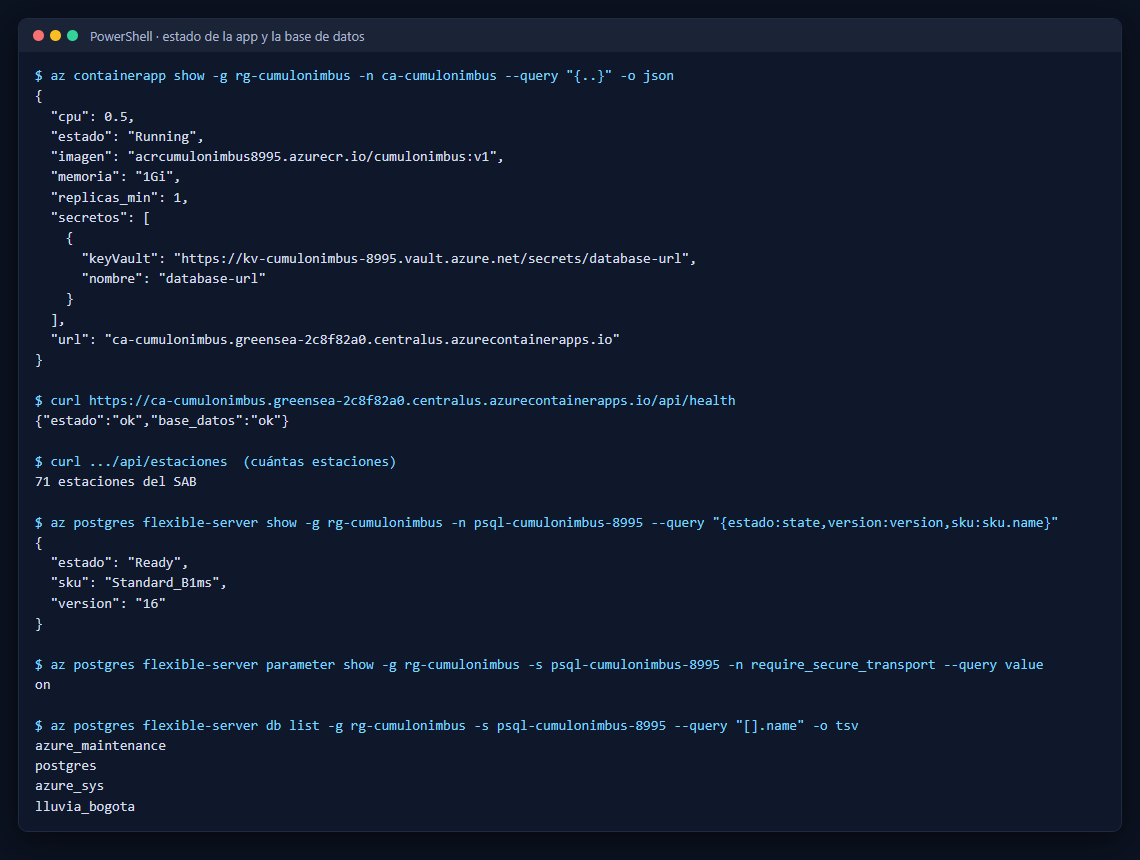 PowerShell · estado de la app y la base de datos
$ az containerapp show -g rg-cumulonimbus -n ca-cumulonimbus --query "{..}" -o json
{
  "cpu": 0.5,
  "estado": "Running",
  "imagen": "acrcumulonimbus8995.azurecr.io/cumulonimbus:v1",
  "memoria": "1Gi",
  "replicas_min": 1,
  "secretos": [
    {
      "keyVault": "https://kv-cumulonimbus-8995.vault.azure.net/secrets/database-url",
      "nombre": "database-url"
    }
  ],
  "url": "ca-cumulonimbus.greensea-2c8f82a0.centralus.azurecontainerapps.io"
}
$ curl https://ca-cumulonimbus.greensea-2c8f82a0.centralus.azurecontainerapps.io/api/health
{"estado":"ok","base_datos":"ok"}
$ curl .../api/estaciones  (cuántas estaciones)
71 estaciones del SAB
$ az postgres flexible-server show -g rg-cumulonimbus -n psql-cumulonimbus-8995 --query "{estado:state,version:version,sku:sku.name}"
{
  "estado": "Ready",
  "sku": "Standard_B1ms",
  "version": "16"
}
$ az postgres flexible-server parameter show -g rg-cumulonimbus -s psql-cumulonimbus-8995 -n require_secure_transport --query value
on
$ az postgres flexible-server db list -g rg-cumulonimbus -s psql-cumulonimbus-8995 --query "[].name" -o tsv
azure_maintenance
postgres
azure_sys
lluvia_bogota